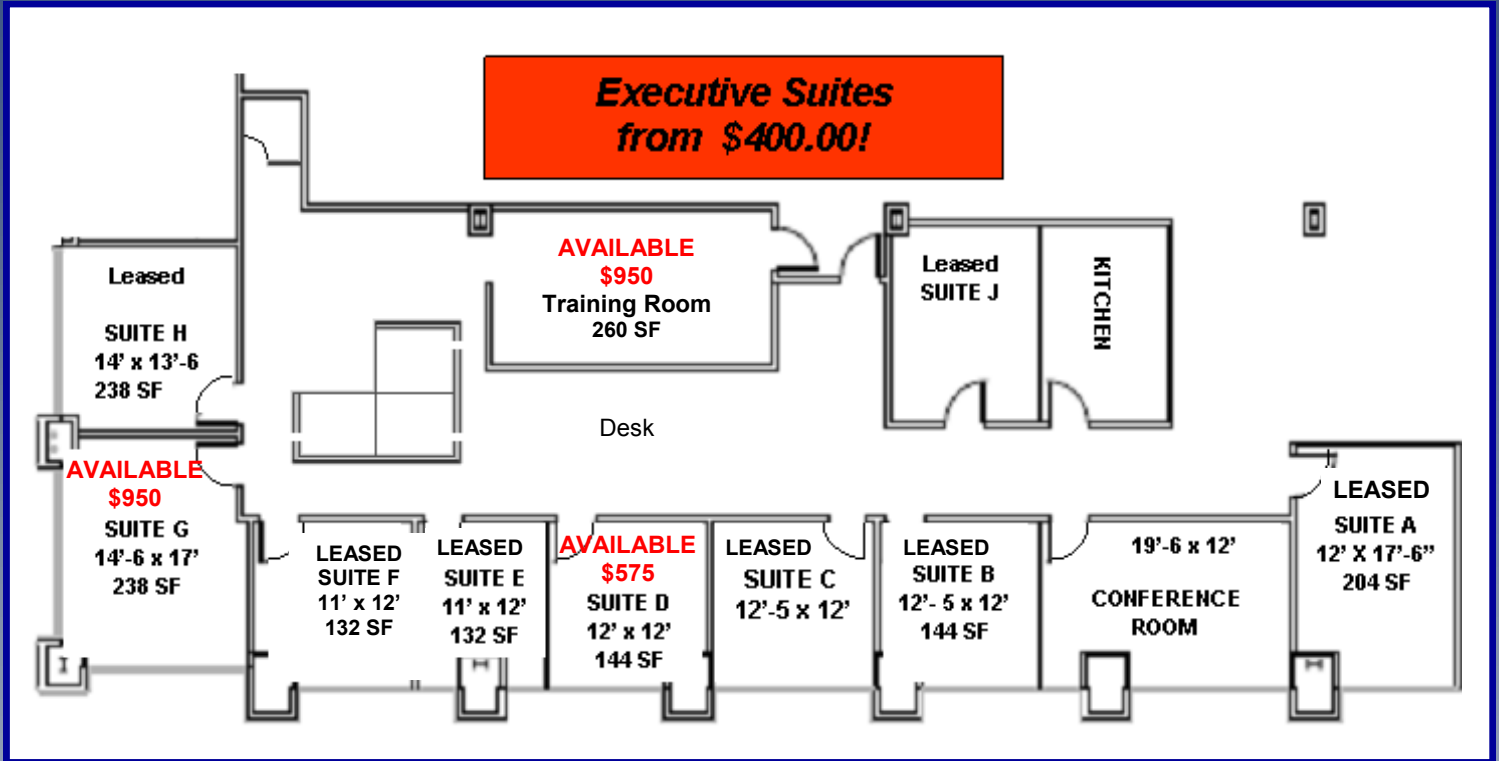 Executive Suites
from $400.00!
AVAILABLE
$950
Training Room
260 SF
Leased
SUITE J
KITCHEN
Leased
SUITE H
14’ x 13’-6
238 SF
Desk
AVAILABLE
$950
SUITE G
14’-6 x 17’
238 SF
LEASED
SUITE F
11’ x 12’
132 SF
LEASED
SUITE E
11’ x 12’
132 SF
AVAILABLE
$575
SUITE D
12’ x 12’
144 SF
LEASED
SUITE C
12’-5 x 12’
LEASED
SUITE B
12’- 5 x 12’
144 SF
19’-6 x 12’
CONFERENCE
ROOM
LEASED
SUITE A
12’ X 17’-6”
204 SF